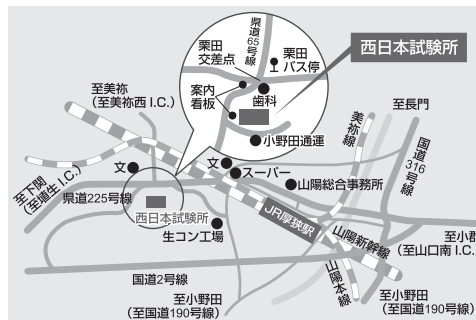 県道
65号線
栗田
交差点
栗田
バス停
西日本試験所
案内
看板
歯科
小野田通運
至美祢
(至美祢西I.C.)
至長門
美祢線
国道
316
号線
至下関
(至埴生I.C.)
文
文
スーパー
山陽総合事務所
県道225号線
西日本試験所
生コン工場
JR厚狭駅
山陽新幹線
山陽本線
至小郡
(至山口南I.C.)
国道2号線
至小野田
(至国道190号線)
至小野田
(至国道190号線)